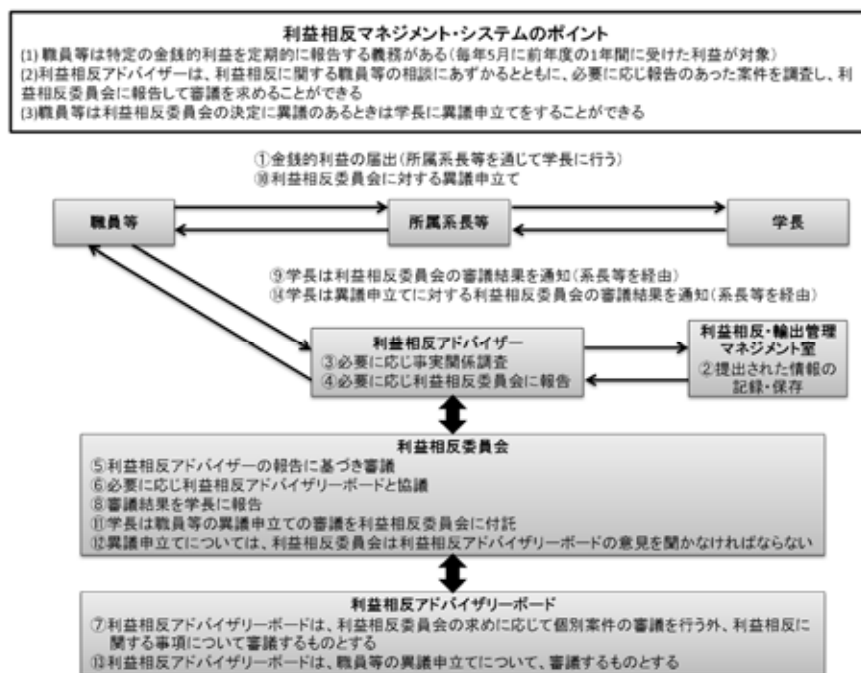 利益相反マネジメント・システムのポイント
(1) 職員等は特定の金銭的利益を定期的に報告する義務がある(毎年5月に前年度の1年間に受けた利益が対象)
(2)利益相反アドバイザーは、利益相反に関する職員等の相談にあずかるとともに、必要に応じ報告のあった案件を調査し、利
益相反委員会に報告して審議を求めることができる
(3)職員等は利益相反委員会の決定に異議のあるときは学長に異議申立てをすることができる
①金銭的利益の届出(所属系長等を通じて学長に行う)
⑩利益相反委員会に対する異議申立て
職員等
所属系長等
学長
⑨学長は利益相反委員会の審議結果を通知(系長等を経由)
⑭学長は異議申立てに対する利益相反委員会の審議結果を通知(系長等を経由)
利益相反アドバイザー
③必要に応じ事実関係調査
④必要に応じ利益相反委員会に報告
利益相反・輸出管理
マネジメント室
②提出された情報の
記録・保存
利益相反委員会
⑤利益相反アドバイザーの報告に基づき審議
⑥必要に応じ利益相反アドバイザリーボードと協議
⑧審議結果を学長に報告
⑪学長は職員等の異議申立ての審議を利益相反委員会に付託
⑫異議申立てについては、利益相反委員会は利益相反アドバイザリーボードの意見を聞かなければならない
利益相反アドバイザリーボード
⑦利益相反アドバイザリーボードは、利益相反委員会の求めに応じて個別案件の審議を行う外、利益相反に
関する事項について審議するものとする
⑬利益相反アドバイザリーボードは、職員等の異議申立てについて、審議するものとする